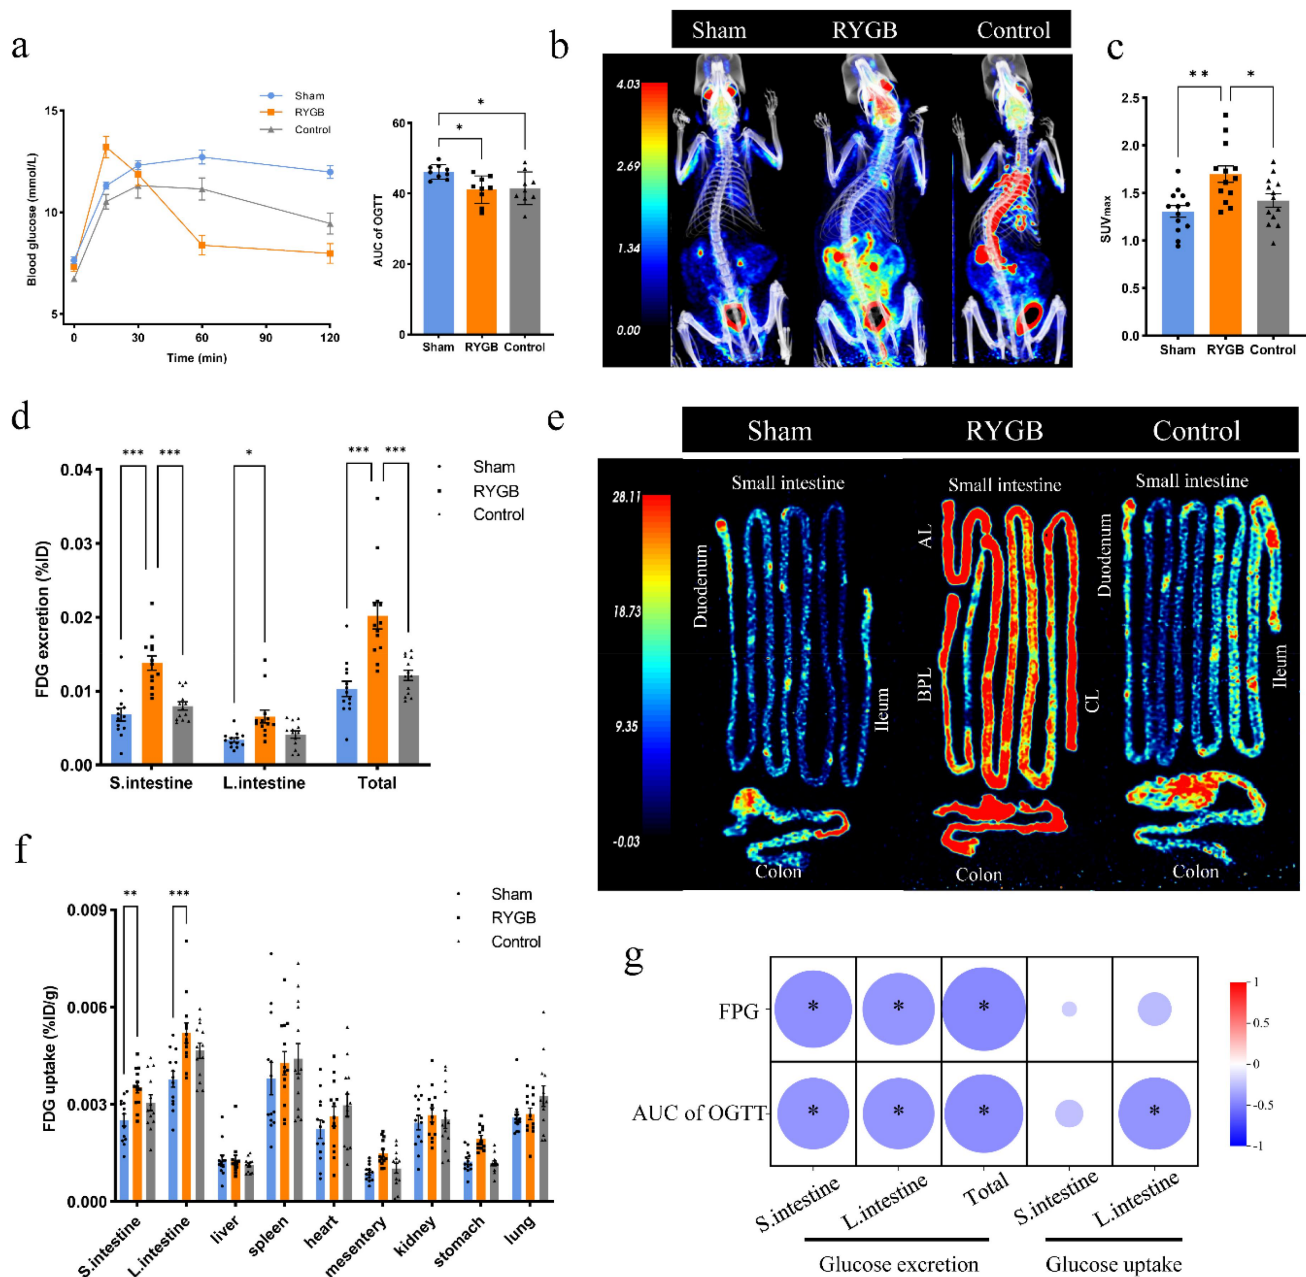 a
Sham
RYGB
Control
15
10
5
Blood glucose (mmol/L)
0 30 60 90 120
Time (min)
60
40
20
0
AUC of OGTT
*
*
Sham RYGB Control
b
Sham RYGB Control
4.03
2.69
1.34
0.00
c
** *
2.5
2.0
1.5
1.0
0.5
0.0
SUVmax
Sham RYGB Control
d
*** *** * *** ***
Sham
RYGB
Control
0.04
0.03
0.02
0.01
0.00
FDG excretion (%ID)
S.intestine L.intestine Total
e
Sham RYGB Control
28.11
18.73
9.35
-0.03
Small intestine Small intestine Small intestine
Duodenum AL Duodenum
Ileum BPL CL Ileum
Colon Colon Colon
f
** ***
Sham
RYGB
Control
0.009
0.006
0.003
0.000
FDG uptake (%ID/g)
S.intestine L.intestine liver spleen heart mesentery kidney stomach lung
g
FPG * * *
AUC of OGTT * * * *
1
0.5
0
-0.5
-1
S.intestine L.intestine Total S.intestine L.intestine
Glucose excretion Glucose uptake